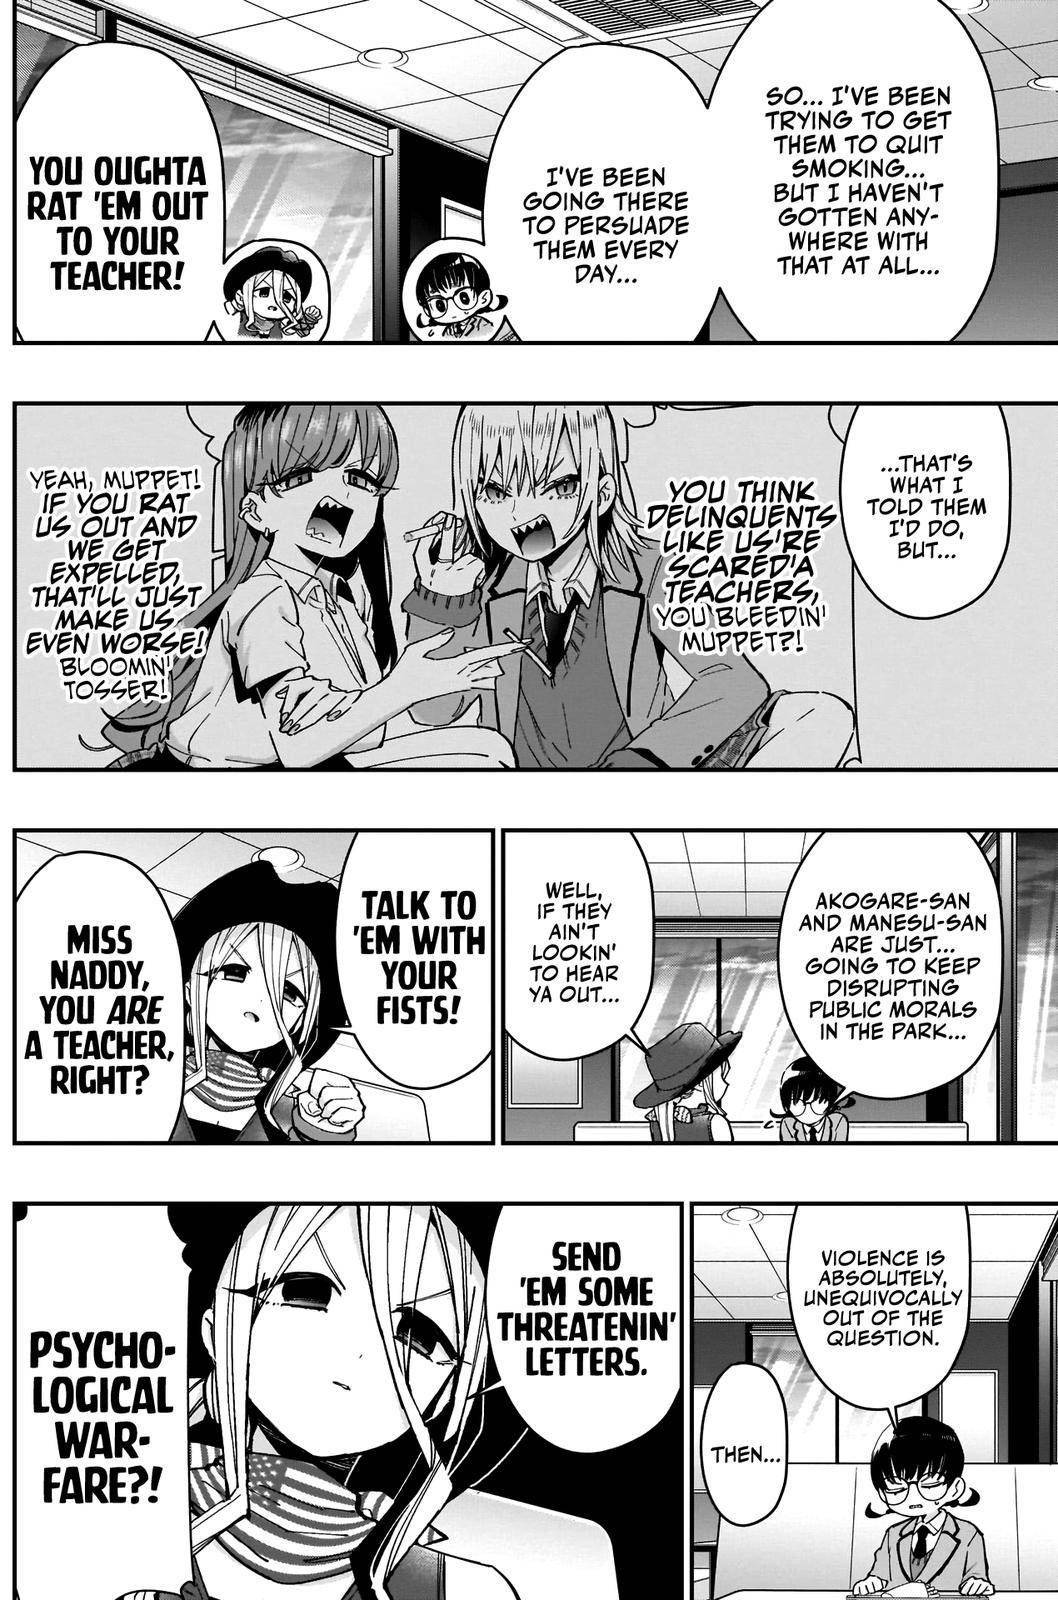 SO... I'VE BEEN
TRYING TO GET
THEM TO QUIT
SMOKING...
BUT I HAVEN'T
GOTTEN ANY-
WHERE WITH
THAT AT ALL...
I'VE BEEN
GOING THERE
TO PERSUADE
THEM EVERY
DAY...
YOU OUGHTA
RAT 'EM OUT
TO YOUR
TEACHER!
...THAT'S
WHAT I
TOLD THEM
I'D DO,
BUT...
YOU THINK
DELINQUENTS
LIKE US'RE
SCARED'A
TEACHERS,
YOU BLEEDIN'
MUPPET?!
YEAH, MUPPET!
IF YOU RAT
US OUT AND
WE GET
EXPELLED,
THAT'LL JUST
MAKE US
EVEN WORSE!
BLOOMIN'
TOSSER!
AKOGARE-SAN
AND MANESU-SAN
ARE JUST...
GOING TO KEEP
DISRUPTING
PUBLIC MORALS
IN THE PARK...
WELL,
IF THEY
AIN'T
LOOKIN'
TO HEAR
YA OUT...
TALK TO
'EM WITH
YOUR
FISTS!
MISS
NADDY,
YOU ARE
A TEACHER,
RIGHT?
VIOLENCE IS
ABSOLUTELY,
UNEQUIVOCALLY
OUT OF THE
QUESTION.
THEN...
SEND
'EM SOME
THREATENIN'
LETTERS.
PSYCHO-
LOGICAL
WAR-
FARE?!